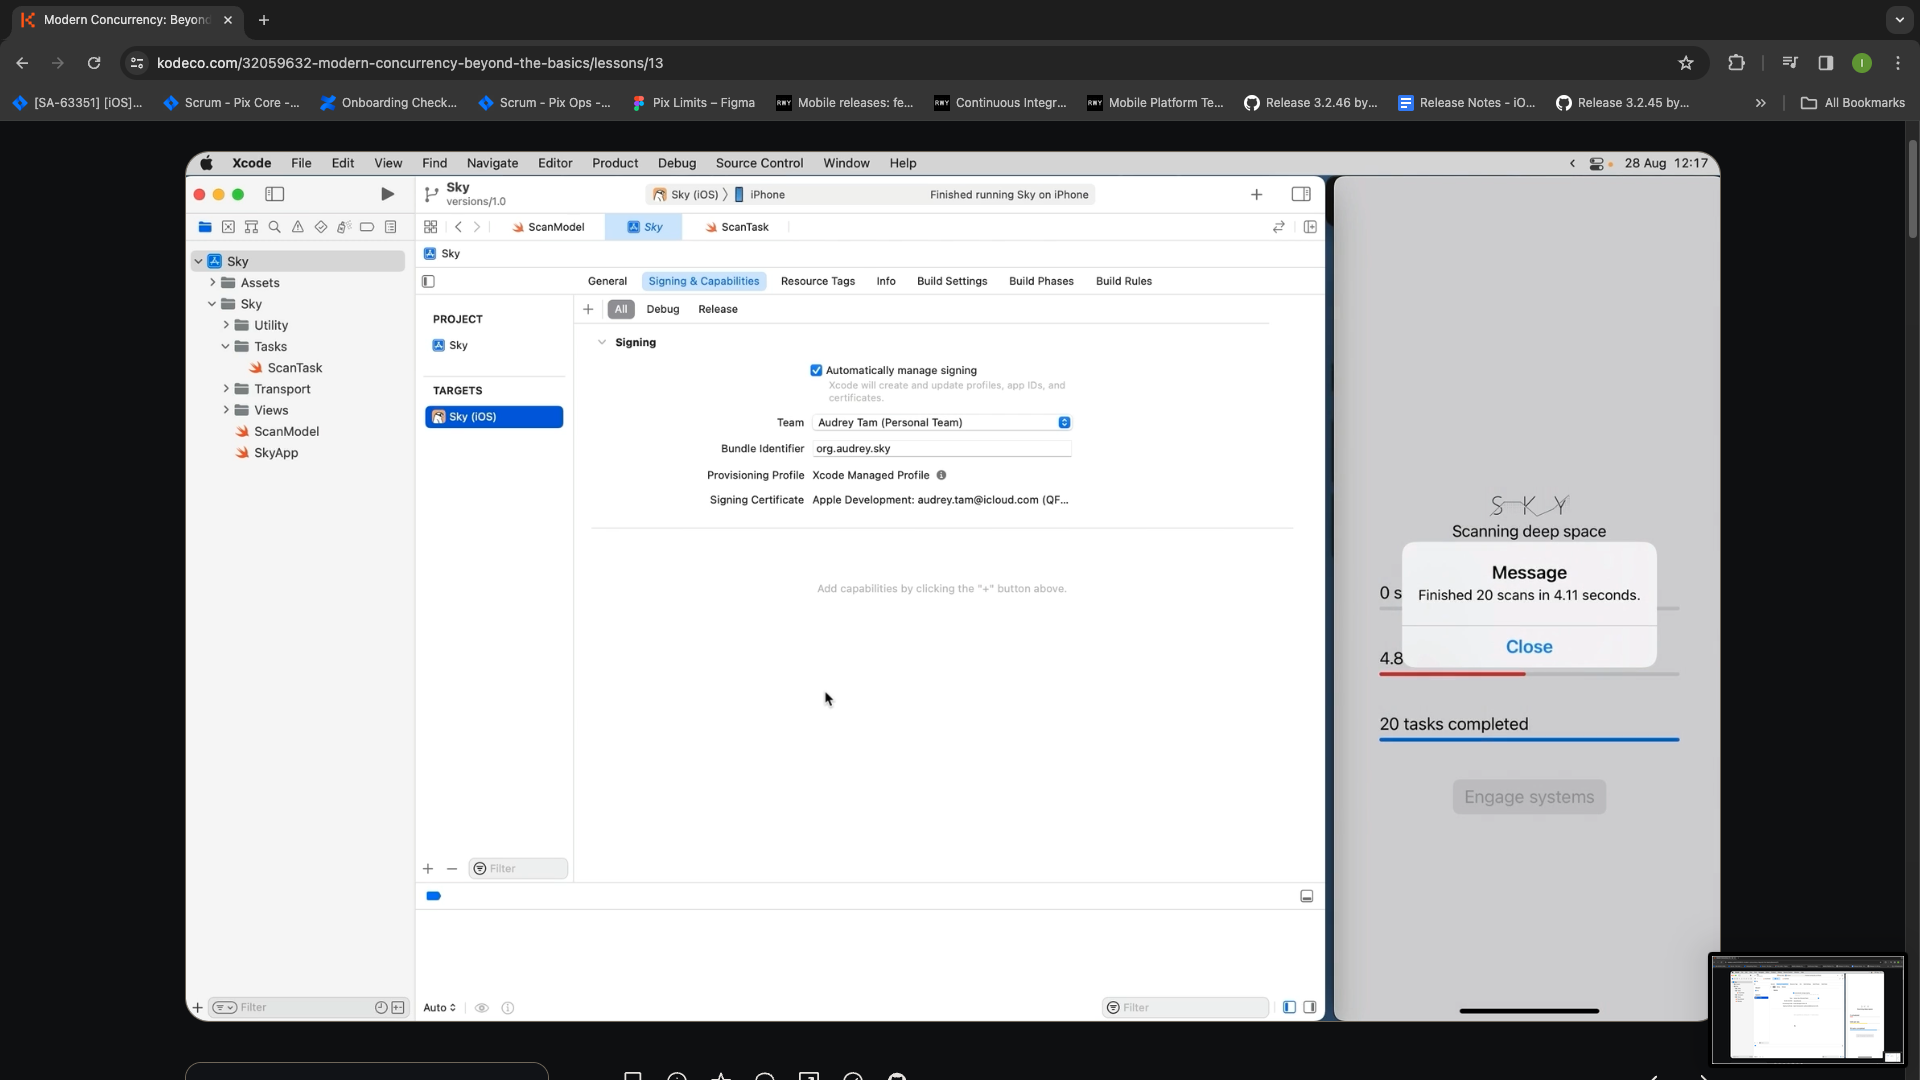 Modern Concurrency: Beyond
kodeco.com/32059632-modern-concurrency-beyond-the-basics/lessons/13
I
[SA-63351] [iOS]...
Scrum - Pix Core -...
Onboarding Check...
Scrum - Pix Ops -...
Pix Limits – Figma
RWY
Mobile releases: fe...
RWY
Continuous Integr...
RWY
Mobile Platform Te...
Release 3.2.46 by...
Release Notes - iO...
Release 3.2.45 by...
All Bookmarks
Xcode File Edit View Find Navigate Editor Product Debug Source Control Window Help
28 Aug 12:17
Sky
versions/1.0
Sky (iOS) 〉 iPhone
Finished running Sky on iPhone
ScanModel
Sky
ScanTask
Sky
Sky
Assets
Sky
Utility
Tasks
ScanTask
Transport
Views
ScanModel
SkyApp
General Signing & Capabilities Resource Tags Info Build Settings Build Phases Build Rules
PROJECT
Sky
TARGETS
Sky (iOS)
All Debug Release
Signing
Automatically manage signing
Xcode will create and update profiles, app IDs, and
certificates.
Team Audrey Tam (Personal Team)
Bundle Identifier org.audrey.sky
Provisioning Profile Xcode Managed Profile
Signing Certificate Apple Development: audrey.tam@icloud.com (QF...
Add capabilities by clicking the "+" button above.
Filter
Filter
Auto
Filter
S-K-Y
Scanning deep space
0 s
4.8
Message
Finished 20 scans in 4.11 seconds.
Close
20 tasks completed
Engage systems